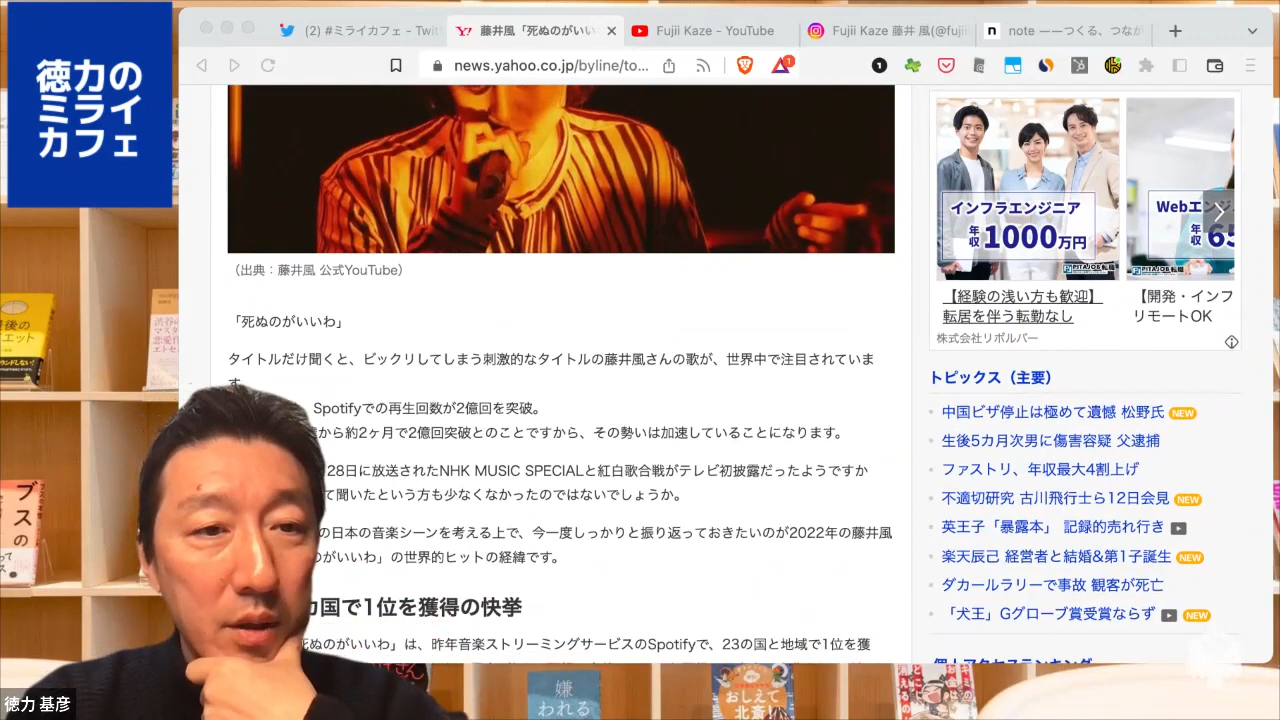 徳力の
ミライ
カフェ
(2) #ミライカフェ - Twit
藤井風「死ぬのがいい
Fujii Kaze - YouTube
Fujii Kaze 藤井 風(@fujii
note ——つくる、つなが
news.yahoo.co.jp/byline/to...
（出典：藤井風 公式YouTube）
「死ぬのがいいわ」
タイトルだけ聞くと、ビックリしてしまう刺激的なタイトルの藤井風さんの歌が、世界中で注目されていま
す。
Spotifyでの再生回数が2億回を突破。
から約2ヶ月で2億回突破とのことですから、その勢いは加速していることになります。
28日に放送されたNHK MUSIC SPECIALと紅白歌合戦がテレビ初披露だったようですか
て聞いたという方も少なくなかったのではないでしょうか。
の日本の音楽シーンを考える上で、今一度しっかりと振り返っておきたいのが2022年の藤井風
のがいいわ」の世界的ヒットの経緯です。
カ国で1位を獲得の快挙
死ぬのがいいわ」は、昨年音楽ストリーミングサービスのSpotifyで、23の国と地域で1位を獲
インフラエンジニア
年収1000万円
PITAJOB転職
Webエンジ
年収 65
【経験の浅い方も歓迎】
転居を伴う転勤なし
株式会社リボルバー
【開発・インフ
リモートOK
トピックス（主要）
中国ビザ停止は極めて遺憾 松野氏 NEW
生後5カ月次男に傷害容疑 父逮捕
ファストリ、年収最大4割上げ
不適切研究 古川飛行士ら12日会見 NEW
英王子「暴露本」 記録的売れ行き
楽天辰己 経営者と結婚&第1子誕生 NEW
ダカールラリーで事故 観客が死亡
「犬王」Gグローブ賞受賞ならず NEW
ブスの
嫌
われる
おしえて
北斎!
徳力 基彦